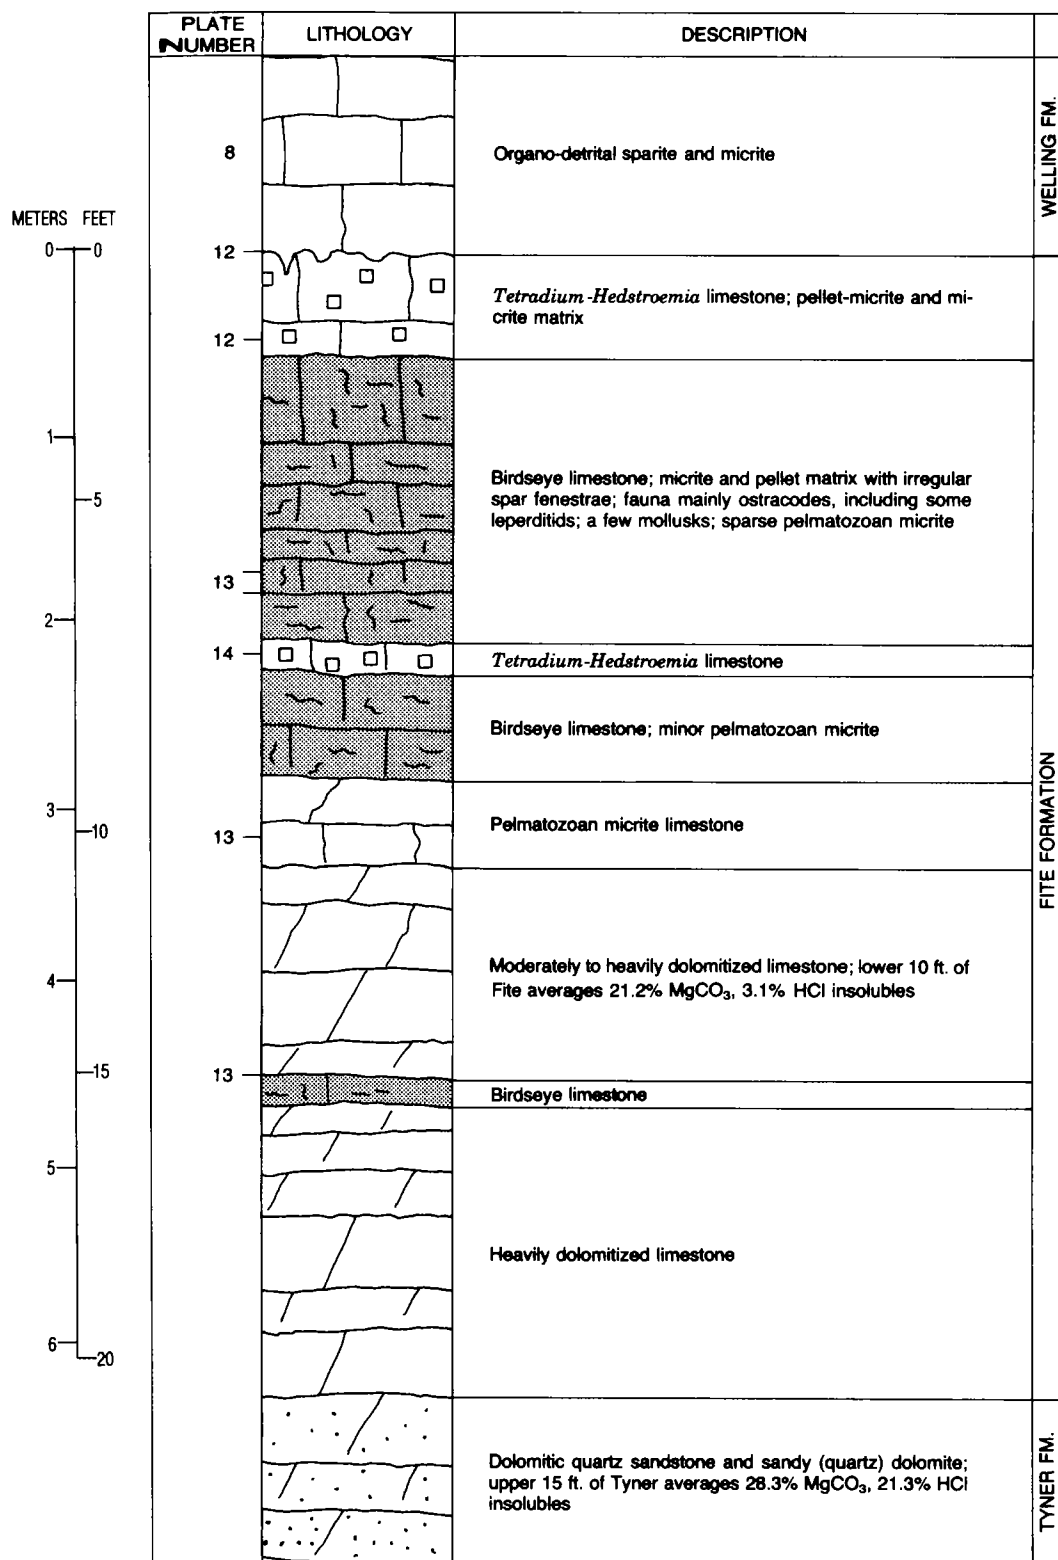 PLATE
NUMBER
LITHOLOGY
DESCRIPTION
8
Organo-detrital sparite and micrite
WELLING FM.
METERS FEET
0 0
12
Tetradium-Hedstroemia limestone; pellet-micrite and mi-
crite matrix
12
1
5
Birdseye limestone; micrite and pellet matrix with irregular
spar fenestrae; fauna mainly ostracodes, including some
leperditids; a few mollusks; sparse pelmatozoan micrite
13
2
14
Tetradium-Hedstroemia limestone
Birdseye limestone; minor pelmatozoan micrite
3
10
13
Pelmatozoan micrite limestone
FITE FORMATION
4
Moderately to heavily dolomitized limestone; lower 10 ft. of
Fite averages 21.2% MgCO₃, 3.1% HCl insolubles
15
13
Birdseye limestone
5
Heavily dolomitized limestone
6
20
Dolomitic quartz sandstone and sandy (quartz) dolomite;
upper 15 ft. of Tyner averages 28.3% MgCO₃, 21.3% HCl
insolubles
TYNER FM.